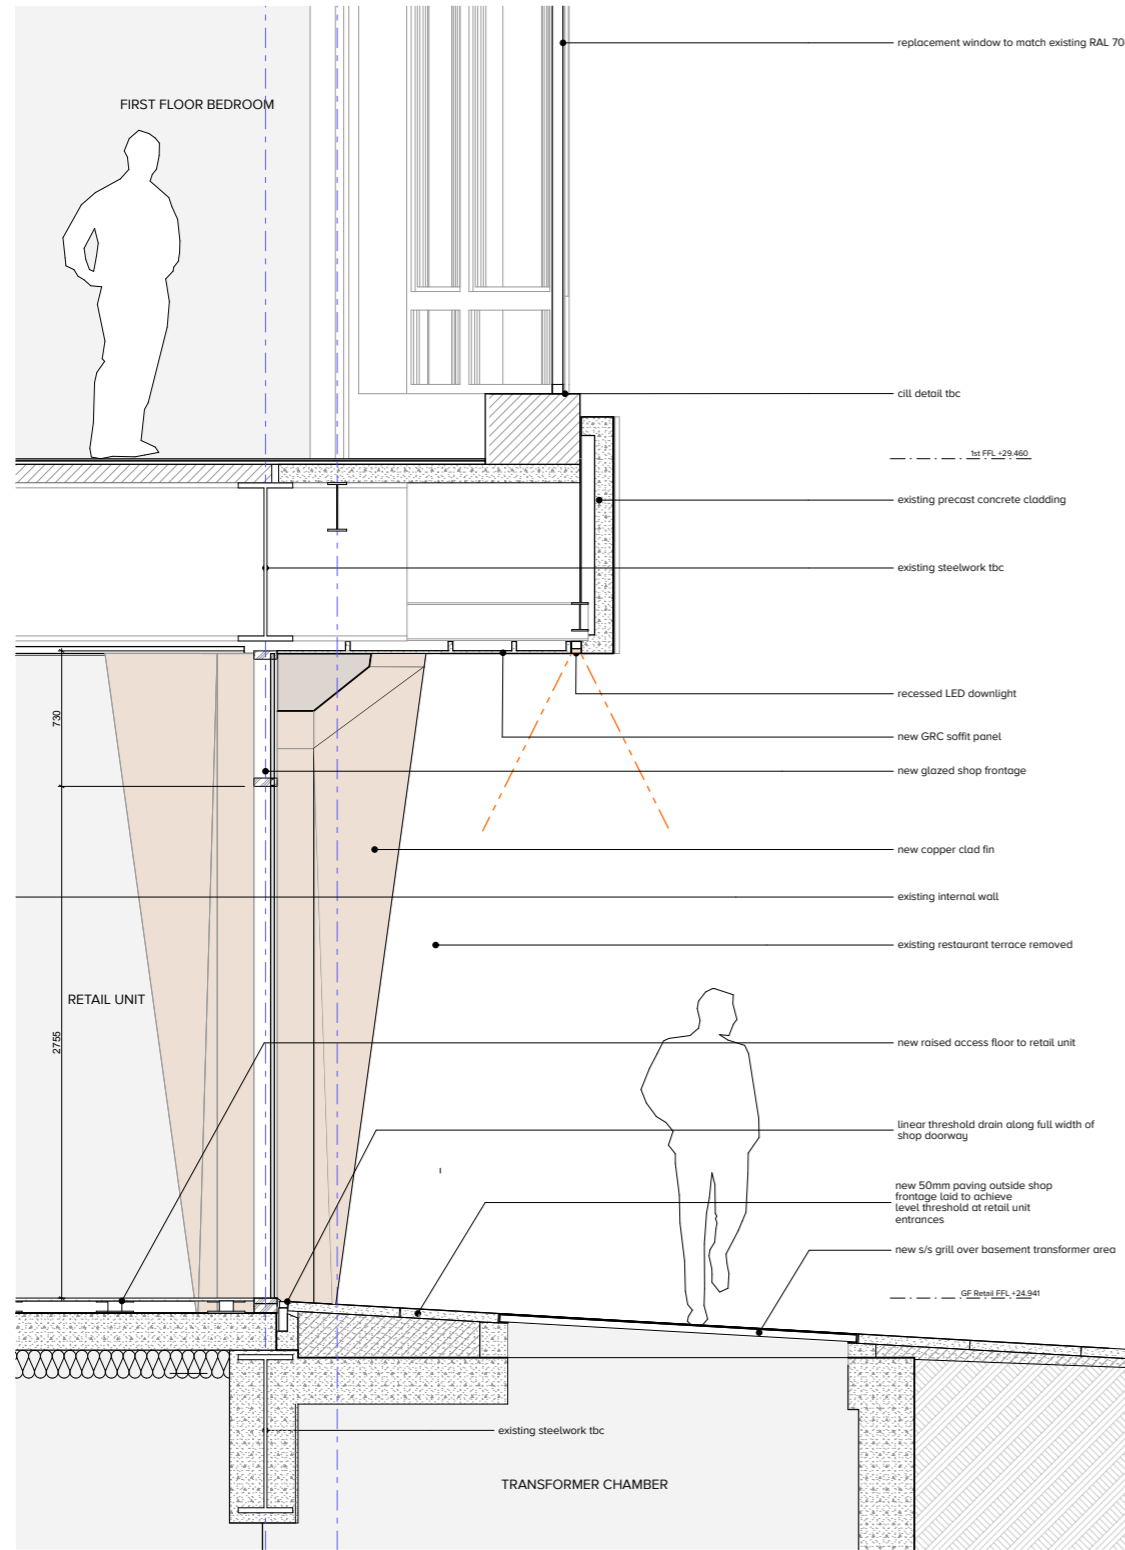 replacement window to match existing RAL 70
FIRST FLOOR BEDROOM
cill detail tbc
1st FFL +29.460
existing precast concrete cladding
existing steelwork tbc
recessed LED downlight
730
new GRC soffit panel
new glazed shop frontage
new copper clad fin
existing internal wall
existing restaurant terrace removed
RETAIL UNIT
2755
new raised access floor to retail unit
linear threshold drain along full width of
shop doorway
new 50mm paving outside shop
frontage laid to achieve
level threshold at retail unit
entrances
new s/s grill over basement transformer area
GF Retail FFL +24.941
existing steelwork tbc
TRANSFORMER CHAMBER